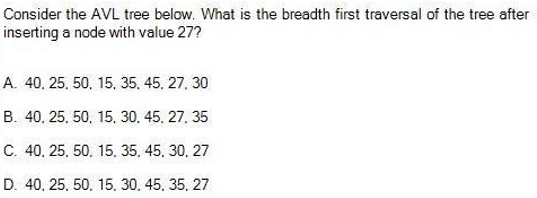 Consider the AVL tree below. What is the breadth first traversal of the tree after
inserting a node with value 27?
A. 40, 25, 50, 15, 35, 45, 27, 30
B. 40, 25, 50, 15, 30, 45, 27, 35
C. 40, 25, 50, 15, 35, 45, 30, 27
D. 40, 25, 50, 15, 30, 45, 35, 27